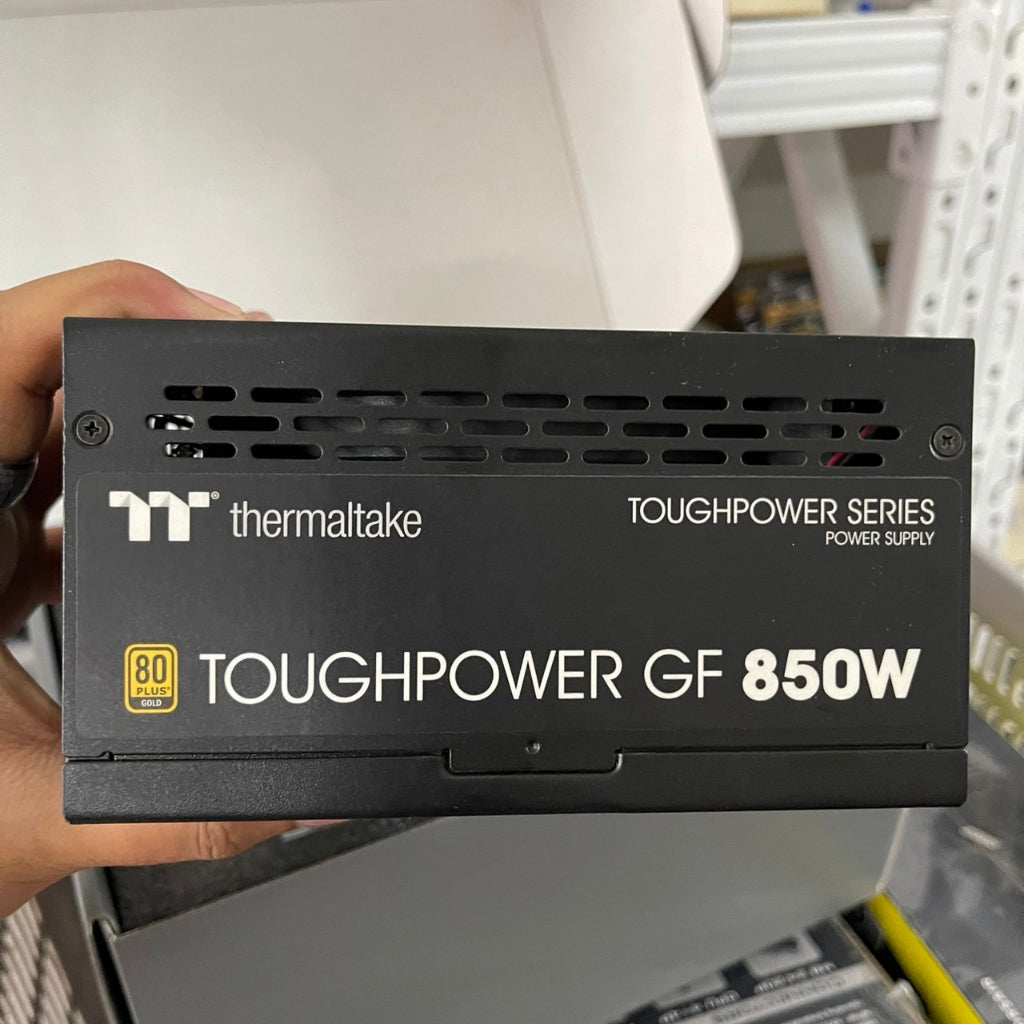 thermaltake
TOUGHPOWER SERIES
POWER SUPPLY
80
PLUS®
GOLD
TOUGHPOWER GF 850W